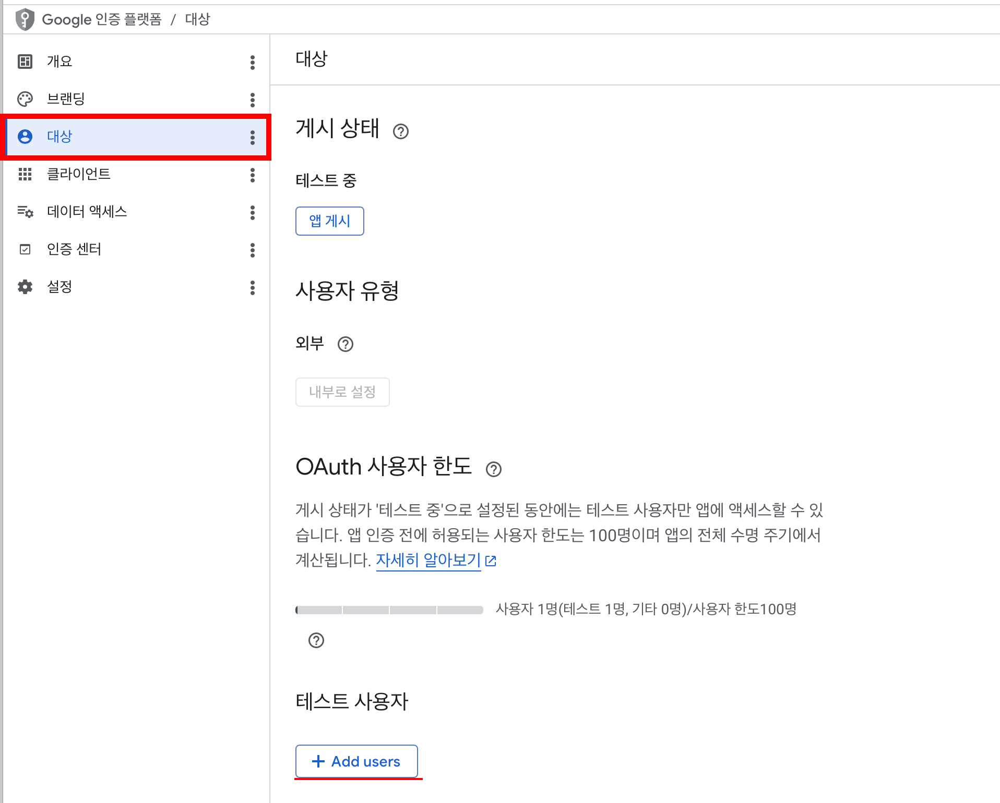 Google 인증 플랫폼 / 대상
개요
브랜딩
대상
클라이언트
데이터 액세스
인증 센터
설정
대상
게시 상태
테스트 중
앱 게시
사용자 유형
외부
내부로 설정
OAuth 사용자 한도
게시 상태가 '테스트 중'으로 설정된 동안에는 테스트 사용자만 앱에 액세스할 수 있
습니다. 앱 인증 전에 허용되는 사용자 한도는 100명이며 앱의 전체 수명 주기에서
계산됩니다. 자세히 알아보기
사용자 1명(테스트 1명, 기타 0명)/사용자 한도100명
테스트 사용자
+ Add users